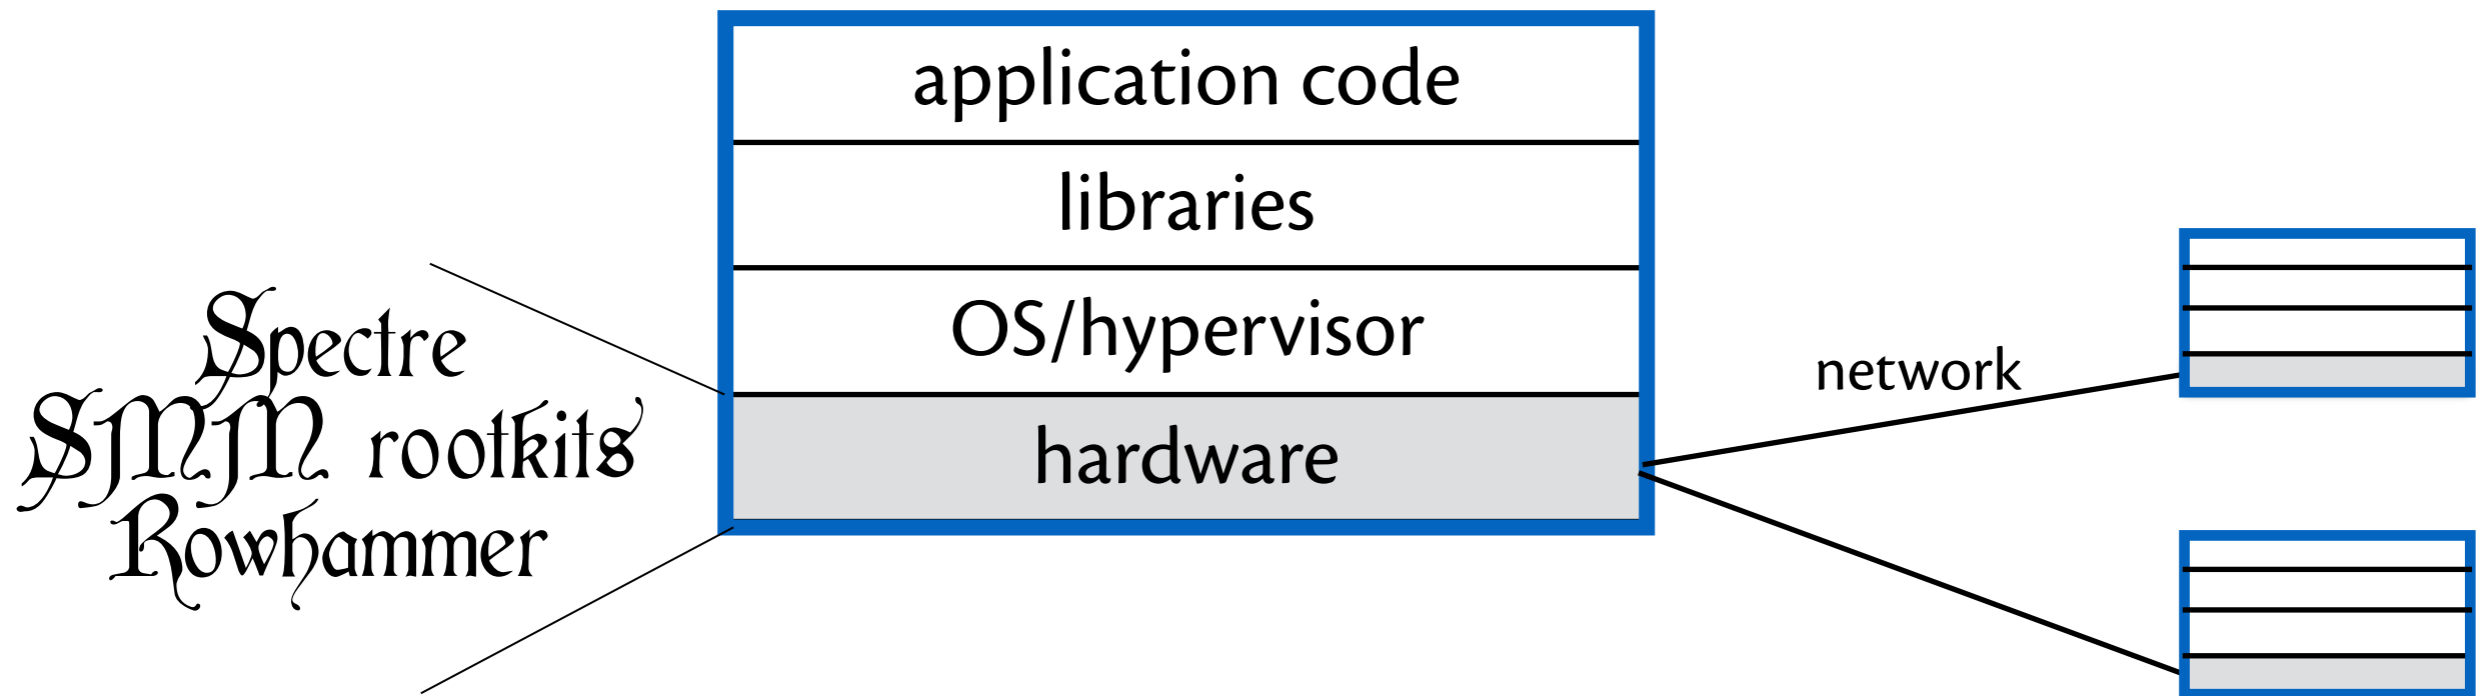 application code
libraries
OS/hypervisor
hardware
Spectre
SMM rootkits
Rowhammer
network